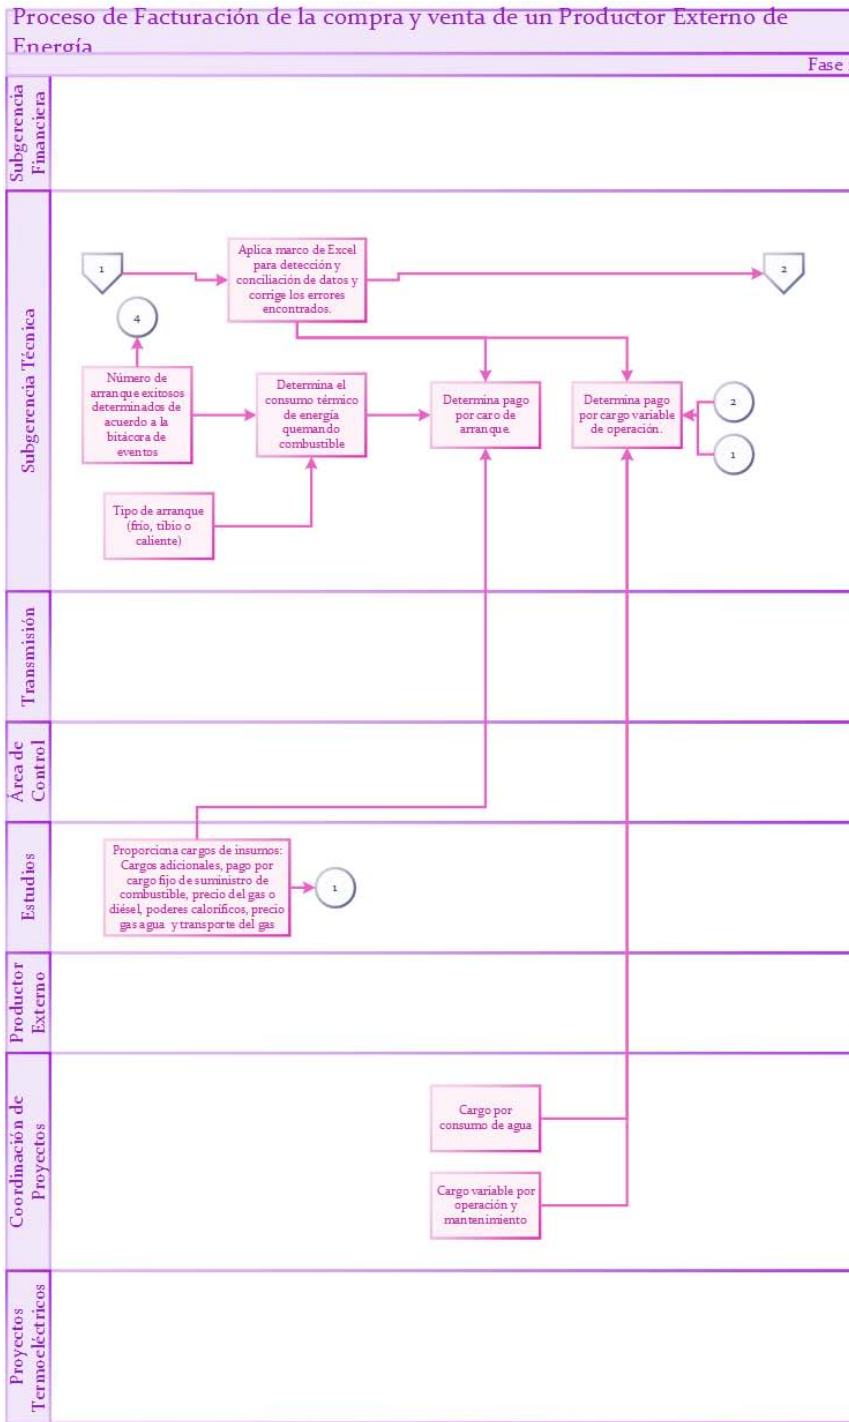 Proceso de Facturación de la compra y venta de un Productor Externo de
Energía
Fase
Subgerencia
Financiera
Subgerencia Técnica
1
Aplica marco de Excel
para detección y
conciliación de datos y
corrige los errores
encontrados.
2
4
Número de
arranque exitosos
determinados de
acuerdo a la
bitácora de
eventos
Determina el
consumo térmico
de energía
quemando
combustible
Determina pago
por caro de
arranque.
Determina pago
por cargo variable
de operación.
2
1
Tipo de arranque
(frío, tibio o
caliente)
Transmisión
Área de
Control
Estudios
Proporciona cargos de insumos:
Cargos adicionales, pago por
cargo fijo de suministro de
combustible, precio del gas o
diésel, poderes caloríficos, precio
gas agua y transporte del gas
1
Productor
Externo
Coordinación de
Proyectos
Cargo por
consumo de agua
Cargo variable por
operación y
mantenimiento
Proyectos
Termoeléctricos